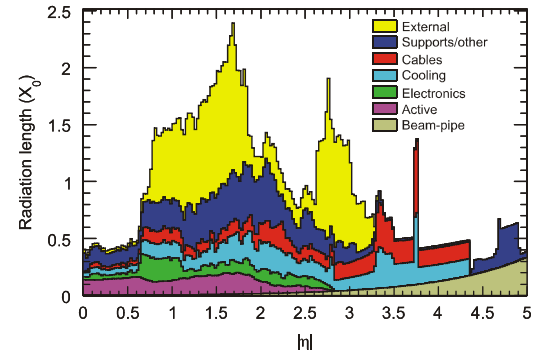 2.5
2
1.5
1
0.5
0
Radiation length (X0)
External
Supports/other
Cables
Cooling
Electronics
Active
Beam-pipe
0 0.5 1 1.5 2 2.5 3 3.5 4 4.5 5
|η|